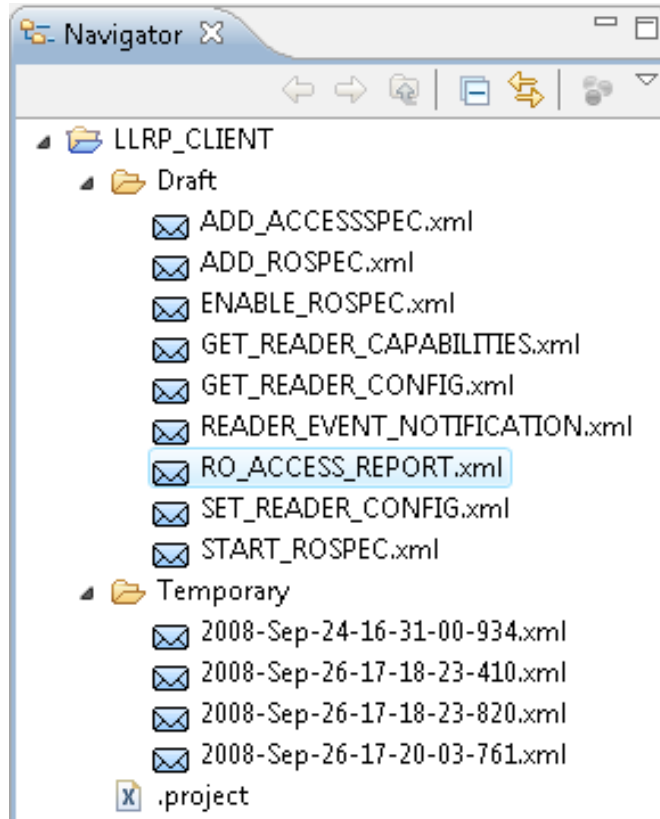 Navigator
LLRP_CLIENT
Draft
ADD_ACCESSSPEC.xml
ADD_ROSPEC.xml
ENABLE_ROSPEC.xml
GET_READER_CAPABILITIES.xml
GET_READER_CONFIG.xml
READER_EVENT_NOTIFICATION.xml
RO_ACCESS_REPORT.xml
SET_READER_CONFIG.xml
START_ROSPEC.xml
Temporary
2008-Sep-24-16-31-00-934.xml
2008-Sep-26-17-18-23-410.xml
2008-Sep-26-17-18-23-820.xml
2008-Sep-26-17-20-03-761.xml
.project